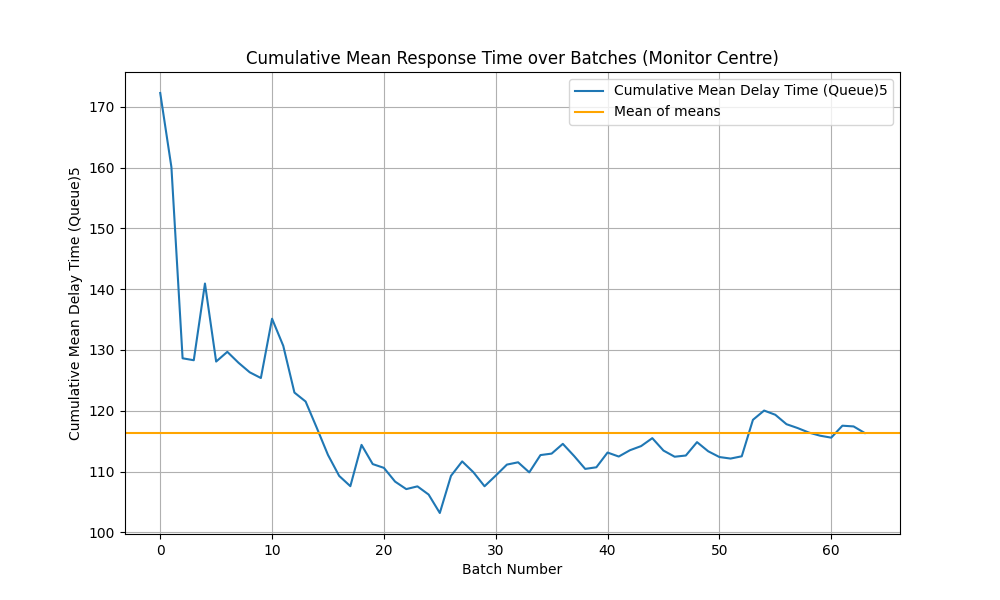 Cumulative Mean Response Time over Batches (Monitor Centre)
Cumulative Mean Delay Time (Queue)5
Mean of means
Cumulative Mean Delay Time (Queue)5
170
160
150
140
130
120
110
100
0 10 20 30 40 50 60
Batch Number